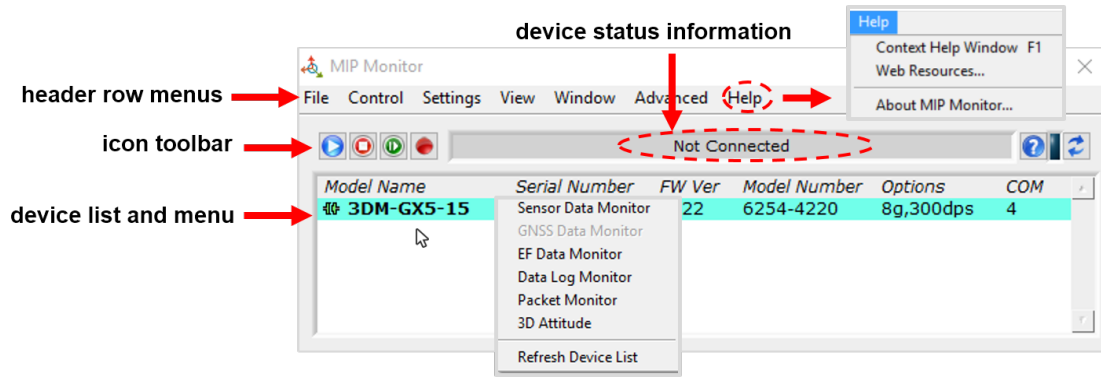 device status information
Help
Context Help Window F1
Web Resources...
About MIP Monitor...
MIP Monitor
header row menus
File Control Settings View Window Advanced Help
icon toolbar
Not Connected
Model Name Serial Number FW Ver Model Number Options COM
device list and menu
3DM-GX5-15 22 6254-4220 8g,300dps 4
Sensor Data Monitor
GNSS Data Monitor
EF Data Monitor
Data Log Monitor
Packet Monitor
3D Attitude
Refresh Device List